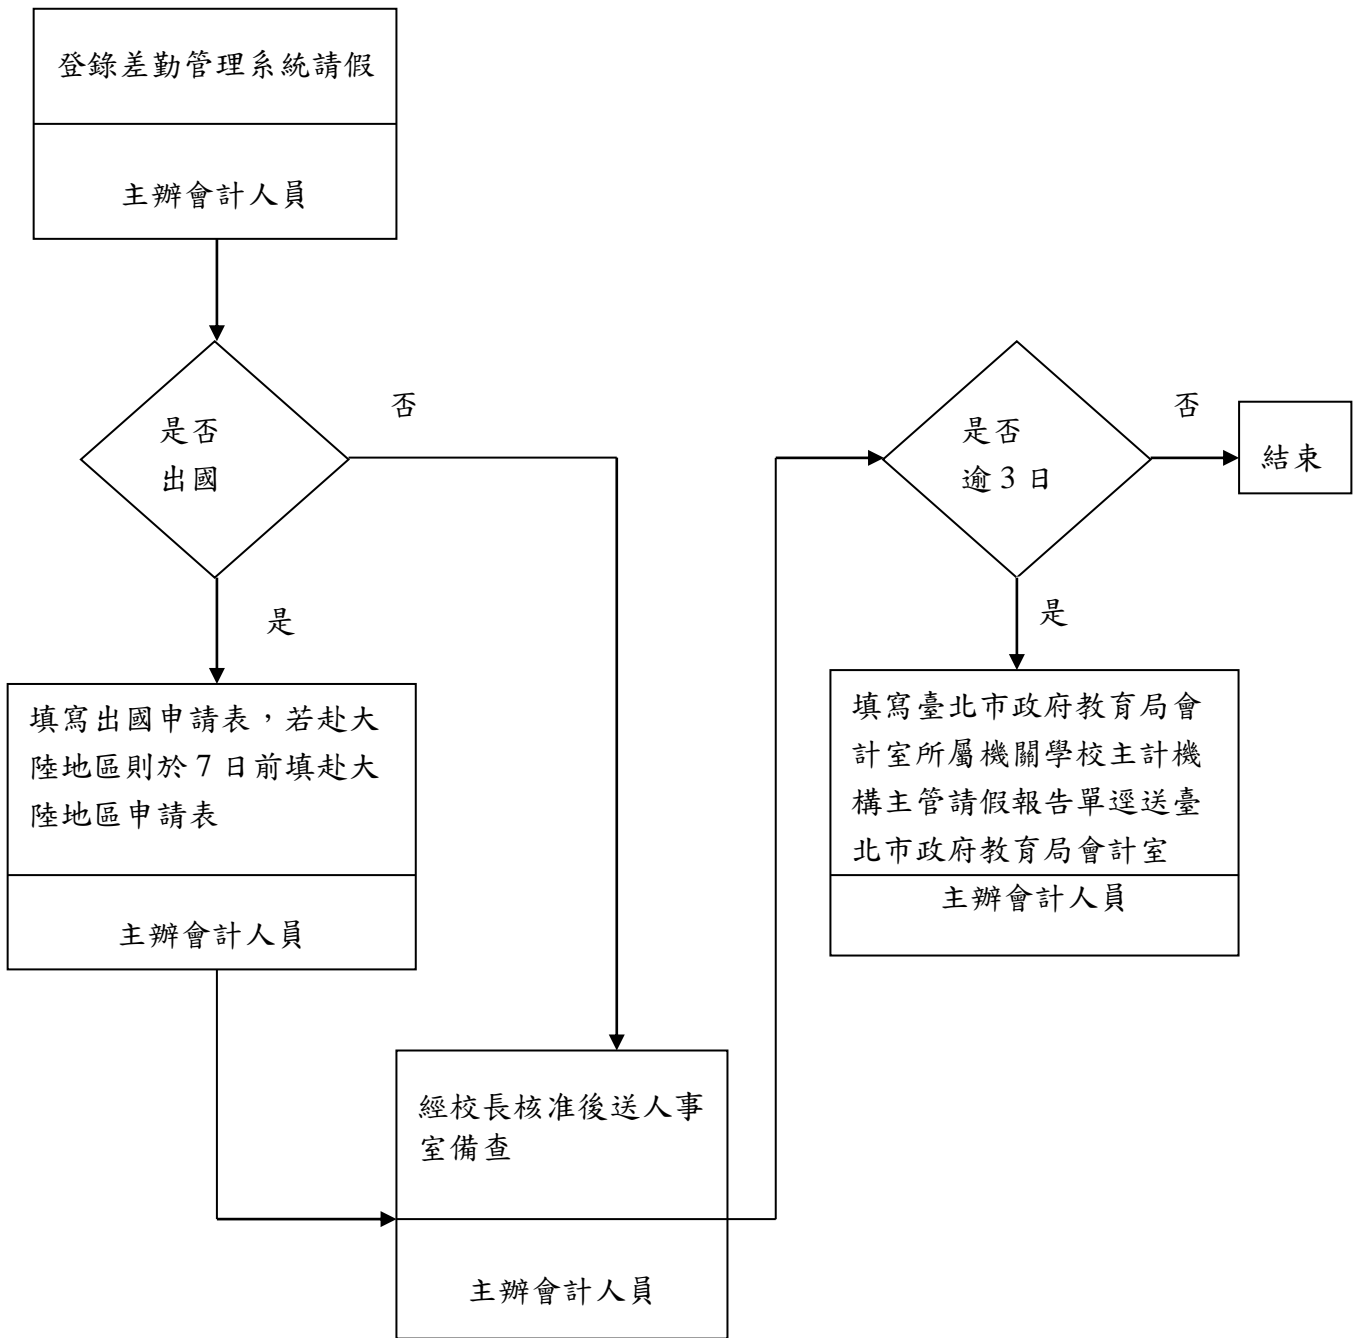 登錄差勤管理系統請假
主辦會計人員
是否
出國
否
是
填寫出國申請表，若赴大
陸地區則於7日前填赴大
陸地區申請表
主辦會計人員
經校長核准後送人事
室備查
主辦會計人員
是否
逾3日
否
結束
是
填寫臺北市政府教育局會
計室所屬機關學校主計機
構主管請假報告單逕送臺
北市政府教育局會計室
主辦會計人員